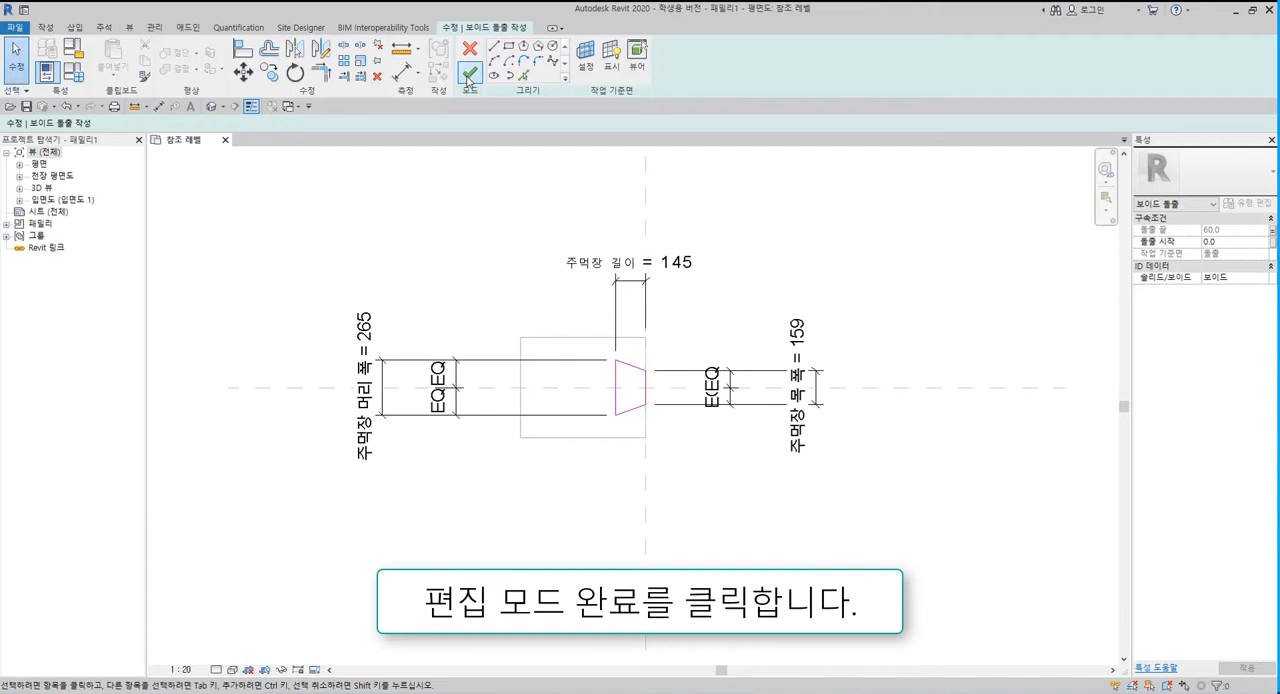 Autodesk Revit 2020 - 학생용 버전 - 패밀리1 - 평면도: 참조 레벨
로그인
파일 작성 삽입 주석 뷰 관리 애드인 Quantification Site Designer BIM Interoperability Tools 수정 | 보이드 돌출 작성
수정
붙여넣기
절단
결합
설정 표시 뷰어
선택 특성 클립보드 형상 수정 측정 작성 모드 그리기 작업 기준면
수정 | 보이드 돌출 작성
프로젝트 탐색기 - 패밀리1
참조 레벨
특성
뷰 (전체)
평면
천장 평면도
3D 뷰
입면도 (입면도 1)
시트 (전체)
패밀리
그룹
Revit 링크
보이드 돌출
유형 편집
구속조건
돌출 끝 60.0
돌출 시작 0.0
작업 기준면 돌출
ID 데이터
솔리드/보이드 보이드
주먹장 길이 = 145
주먹장 머리 폭 = 265
EQ EQ
EQ
주먹장 목 폭 = 159
편집 모드 완료를 클릭합니다.
1 : 20
특성 도움말
적용
선택하려면 항목을 클릭하고, 다른 항목을 선택하려면 Tab 키, 추가하려면 Ctrl 키, 선택 취소하려면 Shift 키를 누르십시오.
:0